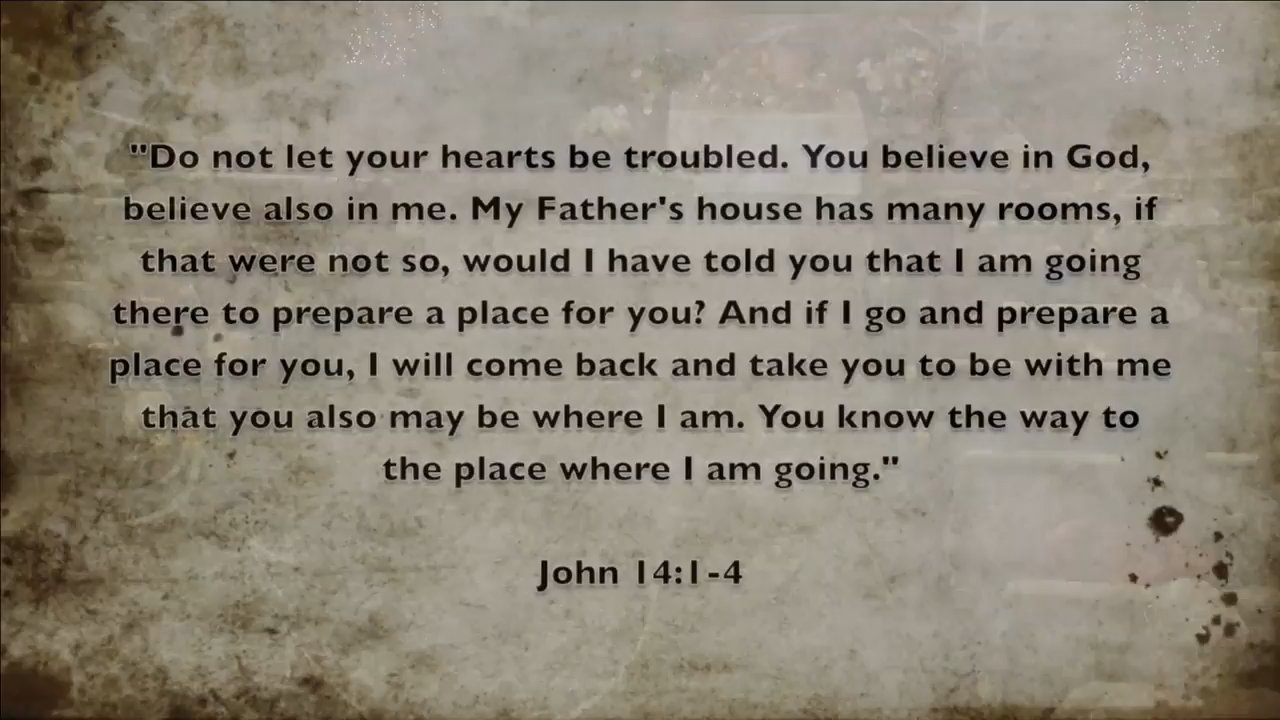 "Do not let your hearts be troubled. You believe in God,
believe also in me. My Father's house has many rooms, if
that were not so, would I have told you that I am going
there to prepare a place for you? And if I go and prepare a
place for you, I will come back and take you to be with me
that you also may be where I am. You know the way to
the place where I am going."
John 14:1-4